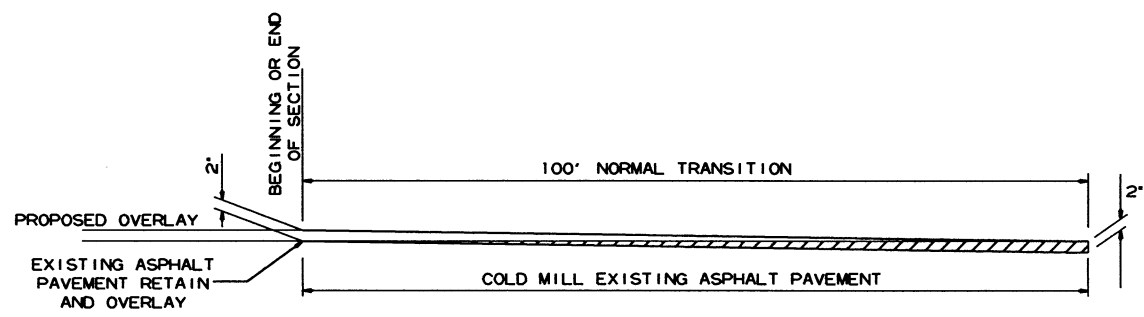 BEGINNING OR END
OF SECTION
2"
100' NORMAL TRANSITION
2"
PROPOSED OVERLAY
EXISTING ASPHALT
PAVEMENT RETAIN
AND OVERLAY
COLD MILL EXISTING ASPHALT PAVEMENT